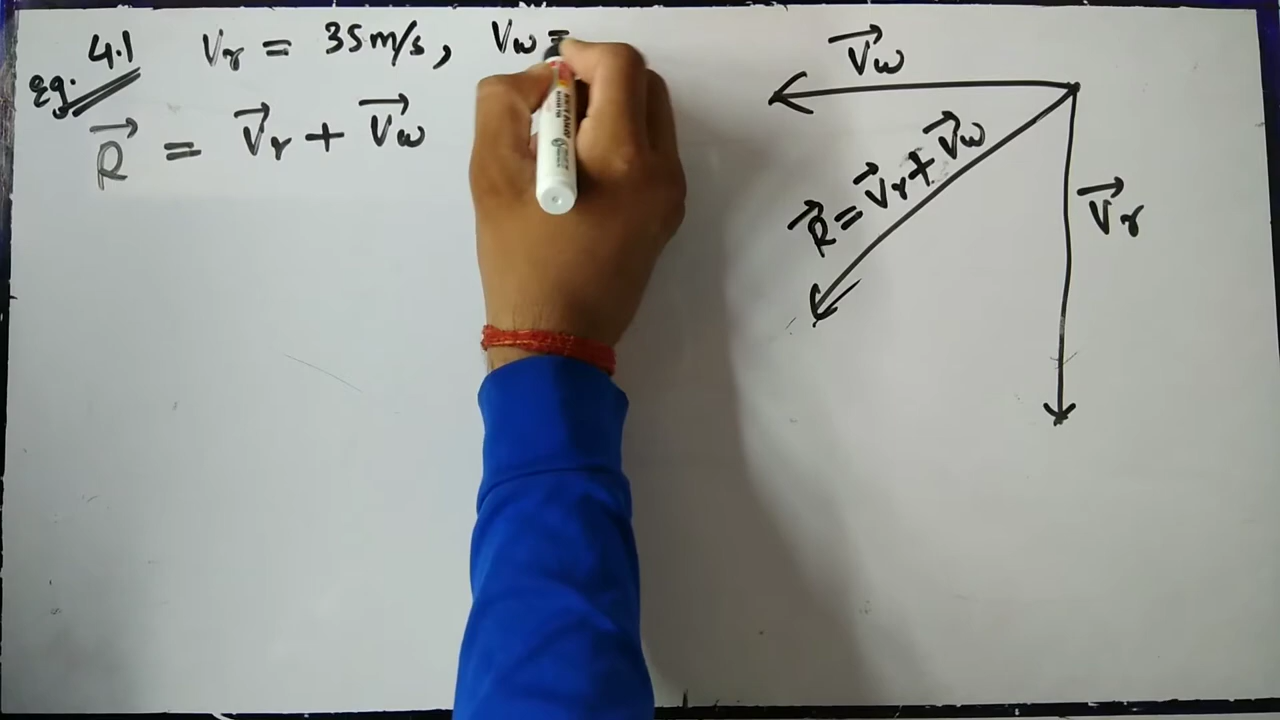 Eg. 4.1 Vr = 35 m/s, Vw =
R⃗ = V⃗r + V⃗w
V⃗w
R⃗ = V⃗r + V⃗w
V⃗r